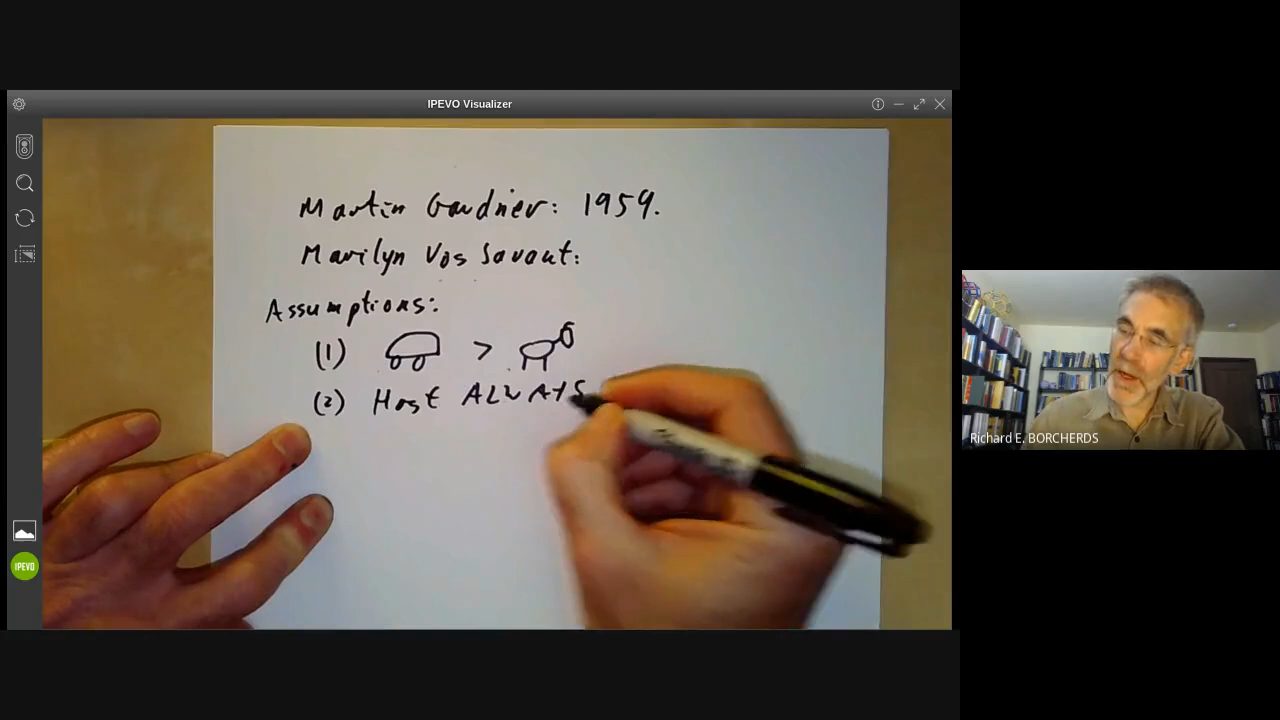 IPEVO Visualizer
Martin Gardner: 1959.
Marilyn Vos Savant:
Assumptions:
(1) >
(2) Host ALWAYS
IPEVO
Richard E. BORCHERDS